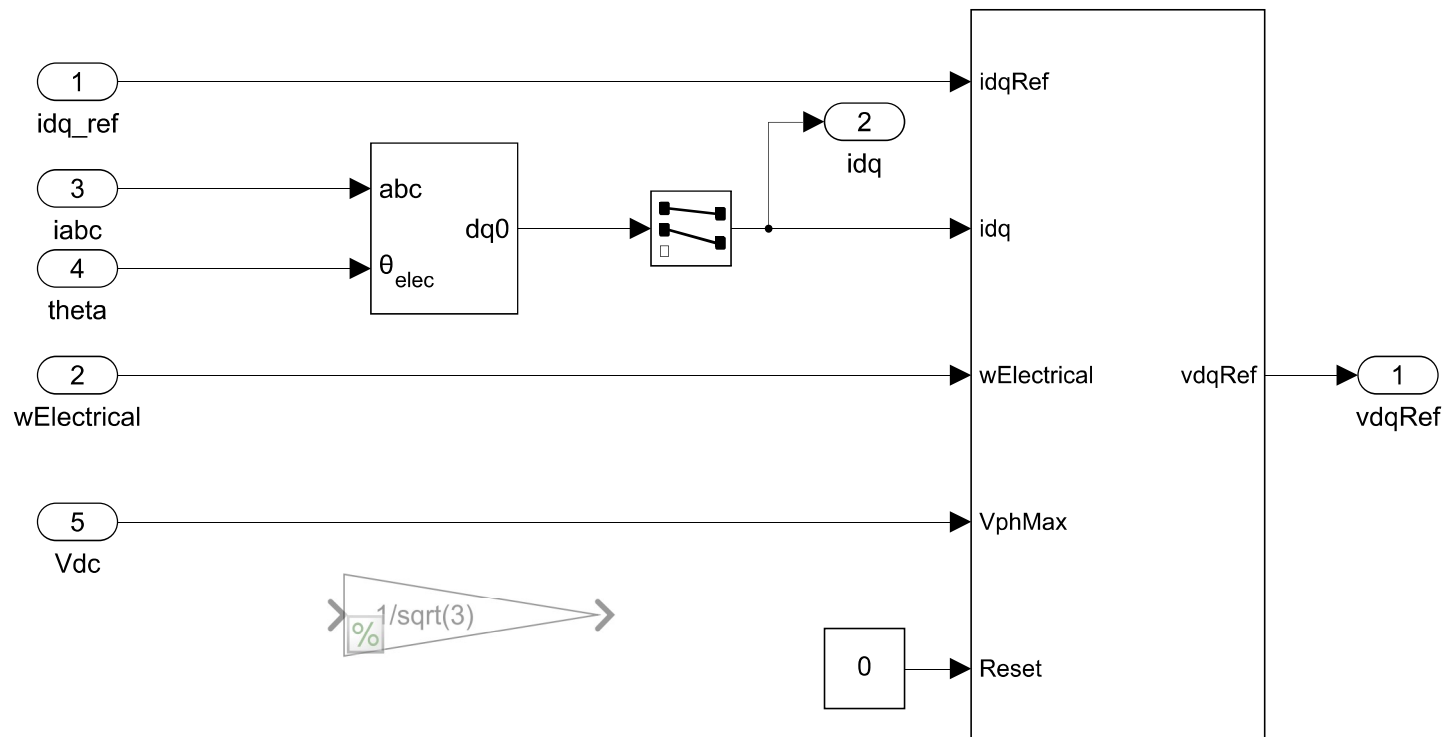 1
idq_ref
idqRef
2
idq
3
iabc
abc
dq0
idq
4
theta
θelec
2
wElectrical
wElectrical
vdqRef
1
vdqRef
5
Vdc
VphMax
1/sqrt(3)
%
0
Reset